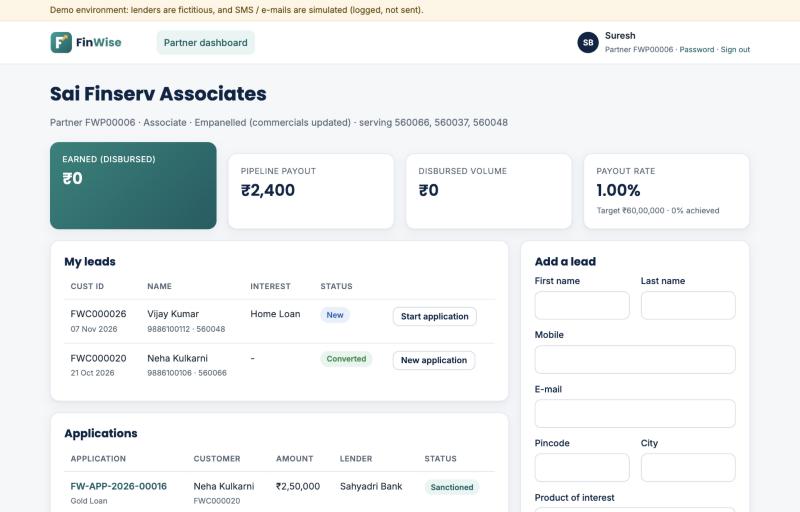 Demo environment: lenders are fictitious, and SMS / e-mails are simulated (logged, not sent).
FinWise
Partner dashboard
SB
Suresh
Partner FWP00006 · Password · Sign out
Sai Finserv Associates
Partner FWP00006 · Associate · Empanelled (commercials updated) · serving 560066, 560037, 560048
EARNED (DISBURSED)
₹0
PIPELINE PAYOUT
₹2,400
DISBURSED VOLUME
₹0
PAYOUT RATE
1.00%
Target ₹60,00,000 · 0% achieved
My leads
CUST ID NAME INTEREST STATUS
FWC000026 Vijay Kumar Home Loan New Start application
07 Nov 2026 9886100112 · 560048
FWC000020 Neha Kulkarni - Converted New application
21 Oct 2026 9886100106 · 560066
Applications
APPLICATION CUSTOMER AMOUNT LENDER STATUS
FW-APP-2026-00016 Neha Kulkarni ₹2,50,000 Sahyadri Bank Sanctioned
Gold Loan FWC000020
Add a lead
First name Last name
Mobile
E-mail
Pincode City
Product of interest